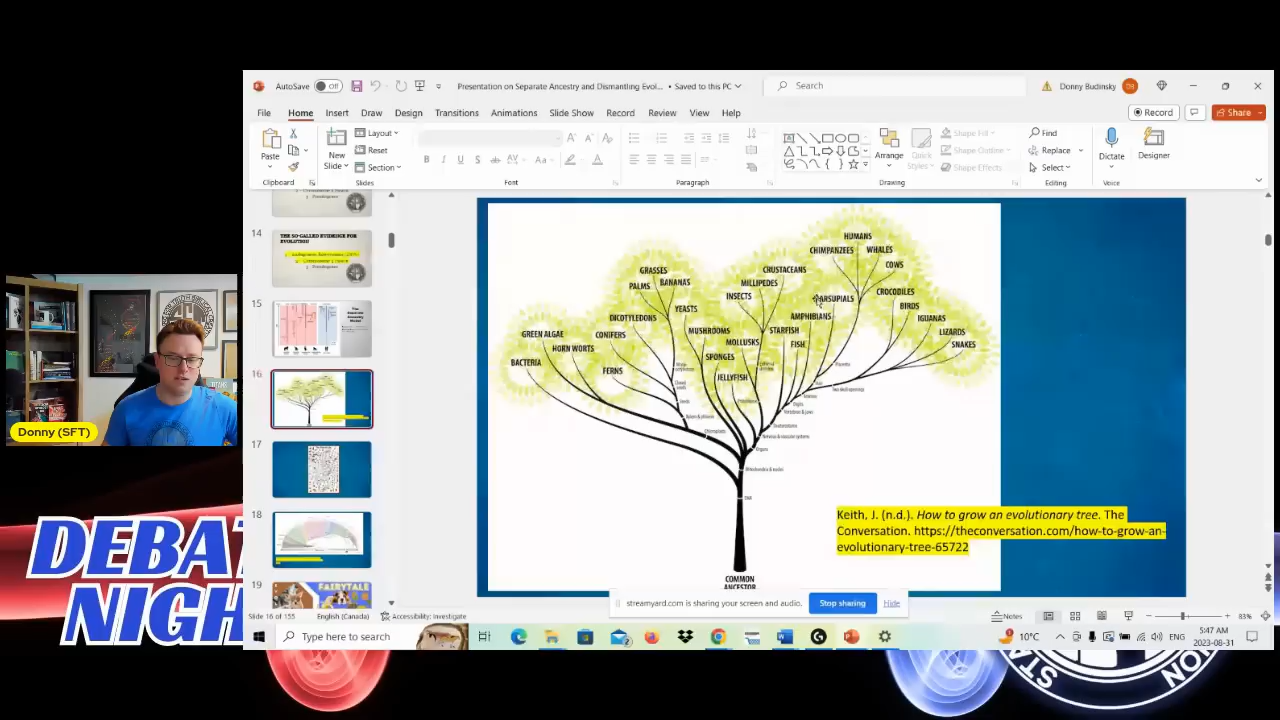 AutoSave Off
Presentation on Separate Ancestry and Dismantling Evol... • Saved to this PC
Search
Donny Budinsky
DB
File Home Insert Draw Design Transitions Animations Slide Show Record Review View Help
Record
Share
Paste
New
Slide
Layout
Reset
Section
Arrange
Quick
Styles
Shape Fill
Shape Outline
Shape Effects
Find
Replace
Select
Dictate
Designer
Clipboard
Slides
Font
Paragraph
Drawing
Editing
Voice
14
THE SO-CALLED EVIDENCE FOR
EVOLUTION
15
16
17
18
19
FAIRYTALE
HUMANS
CHIMPANZEES
WHALES
COWS
CRUSTACEANS
GRASSES
BANANAS
PALMS
MILLIPEDES
INSECTS
MARSUPIALS
CROCODILES
BIRDS
YEASTS
DICOTYLEDONS
AMPHIBIANS
IGUANAS
MUSHROOMS
STARFISH
LIZARDS
GREEN ALGAE
CONIFERS
MOLLUSKS
FISH
SNAKES
HORN WORTS
SPONGES
BACTERIA
FERNS
JELLYFISH
COMMON
ANCESTOR
Keith, J. (n.d.). How to grow an evolutionary tree. The
Conversation. https://theconversation.com/how-to-grow-an-
evolutionary-tree-65722
Donny (SFT)
DEBA
NIGH
streamyard.com is sharing your screen and audio.
Stop sharing
Hide
Slide 16 of 155
English (Canada)
Accessibility: Investigate
Notes
83%
Type here to search
10°C
ENG
5:47 AM
2023-08-31